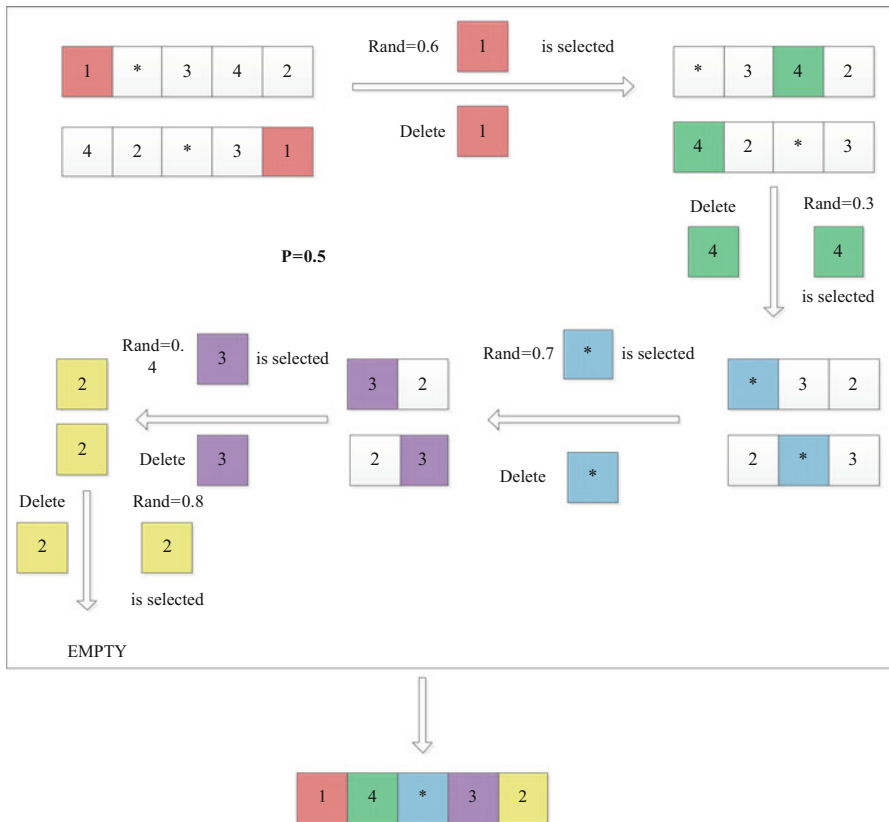 1 * 3 4 2
Rand=0.6 1 is selected
* 3 4 2
4 2 * 3 1
Delete 1
4 2 * 3
Delete Rand=0.3
4 4
is selected
P=0.5
Rand=0.
4
3 is selected
Rand=0.7 * is selected
2
3 2
* 3 2
2
Delete 3
2 3
Delete *
2 * 3
Delete Rand=0.8
2 2
is selected
EMPTY
1 4 * 3 2